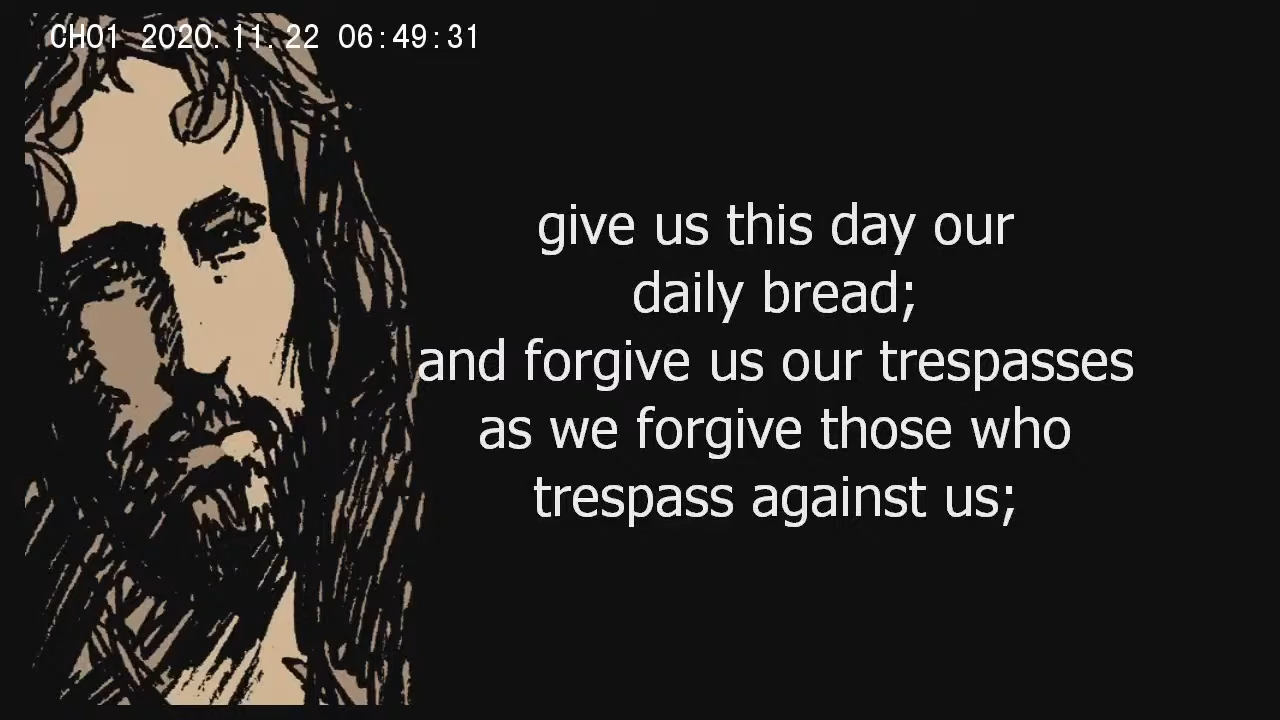 CH01 2020.11.22 06:49:31
give us this day our
daily bread;
and forgive us our trespasses
as we forgive those who
trespass against us;